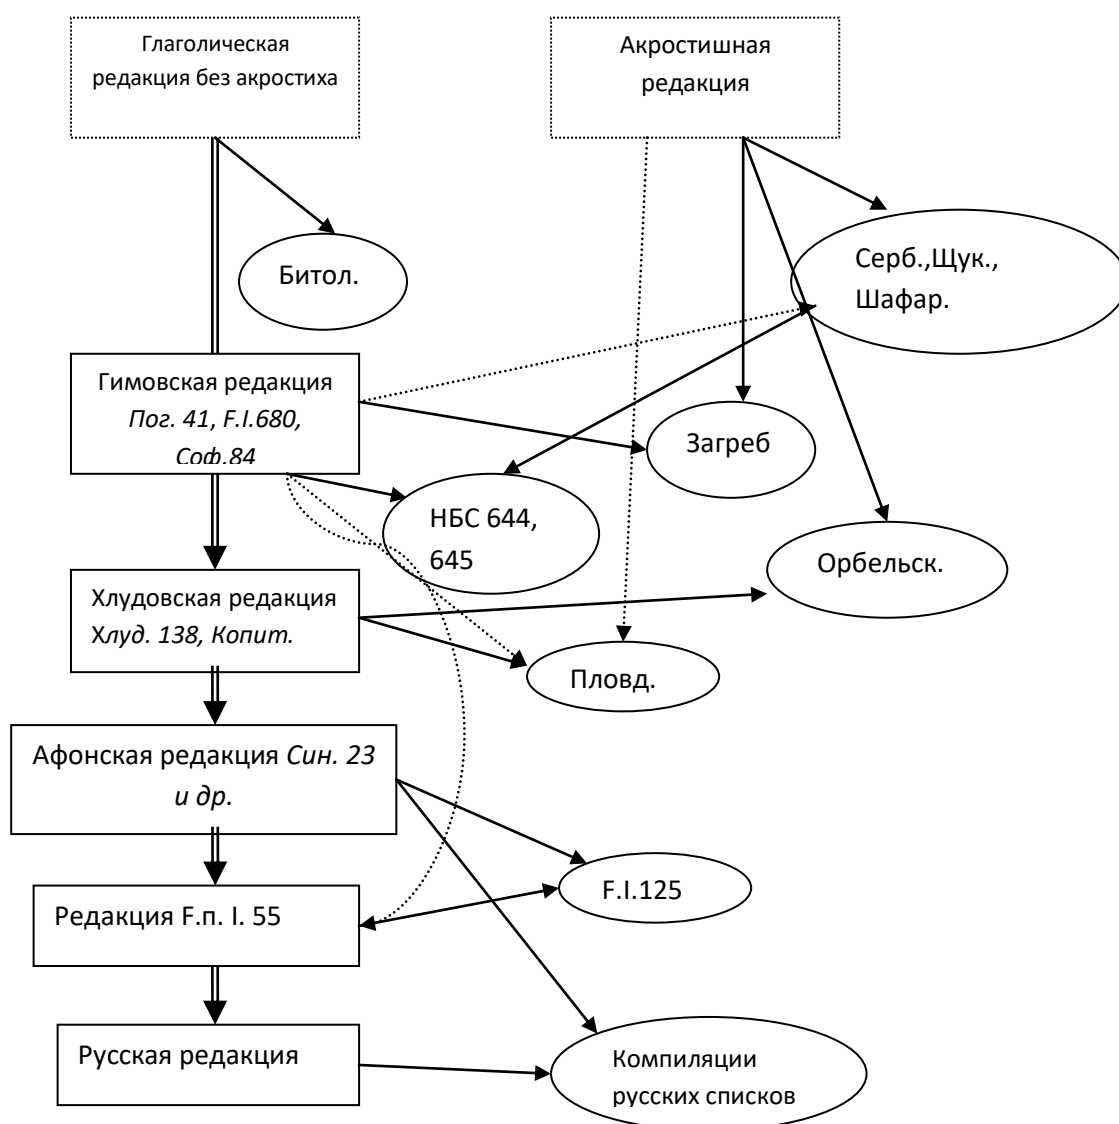 Глаголическая
редакция без акростиха
Акростишная
редакция
Серб.,Щук.,
Шафар.
Битол.
Гимовская редакция
Пог. 41, F.I.680,
Соф.84
Загреб
НБС 644,
645
Орбельск.
Хлудовская редакция
Хлуд. 138, Копит.
Пловд.
Афонская редакция Син. 23
и др.
F.I.125
Редакция F.п. I. 55
Русская редакция
Компиляции
русских списков